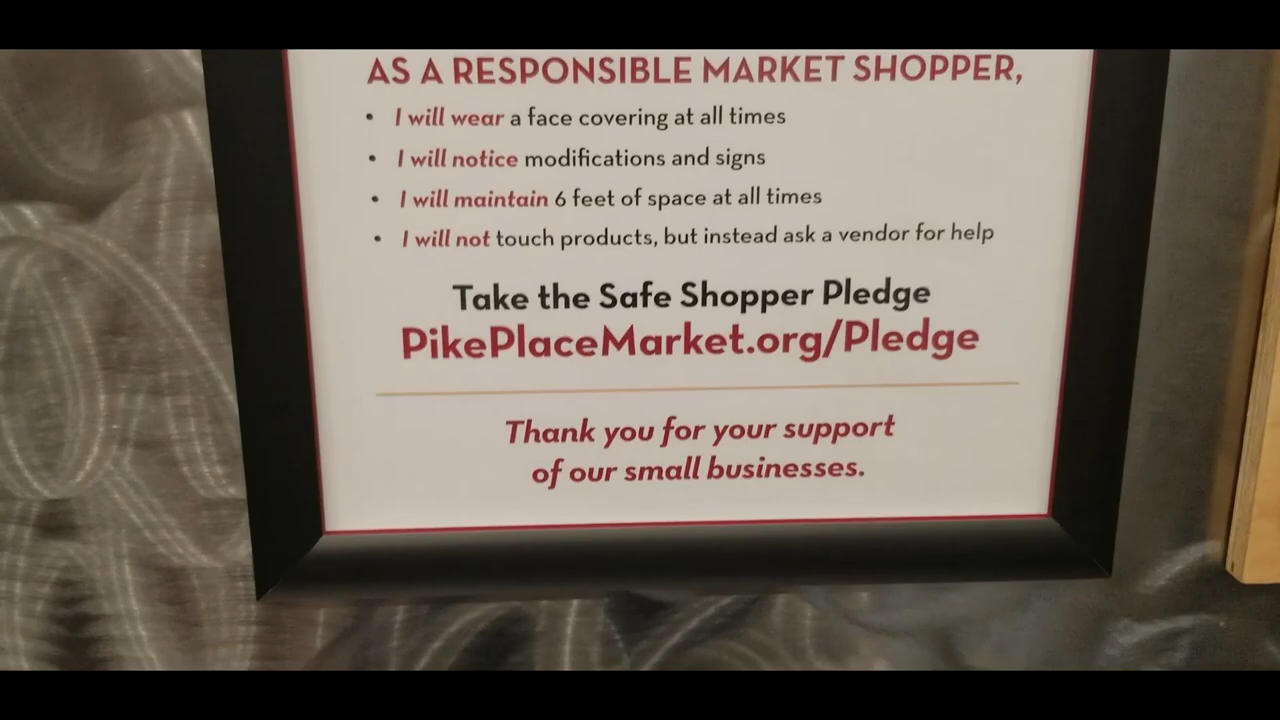 AS A RESPONSIBLE MARKET SHOPPER,
• I will wear a face covering at all times
• I will notice modifications and signs
• I will maintain 6 feet of space at all times
• I will not touch products, but instead ask a vendor for help
Take the Safe Shopper Pledge
PikePlaceMarket.org/Pledge
Thank you for your support
of our small businesses.